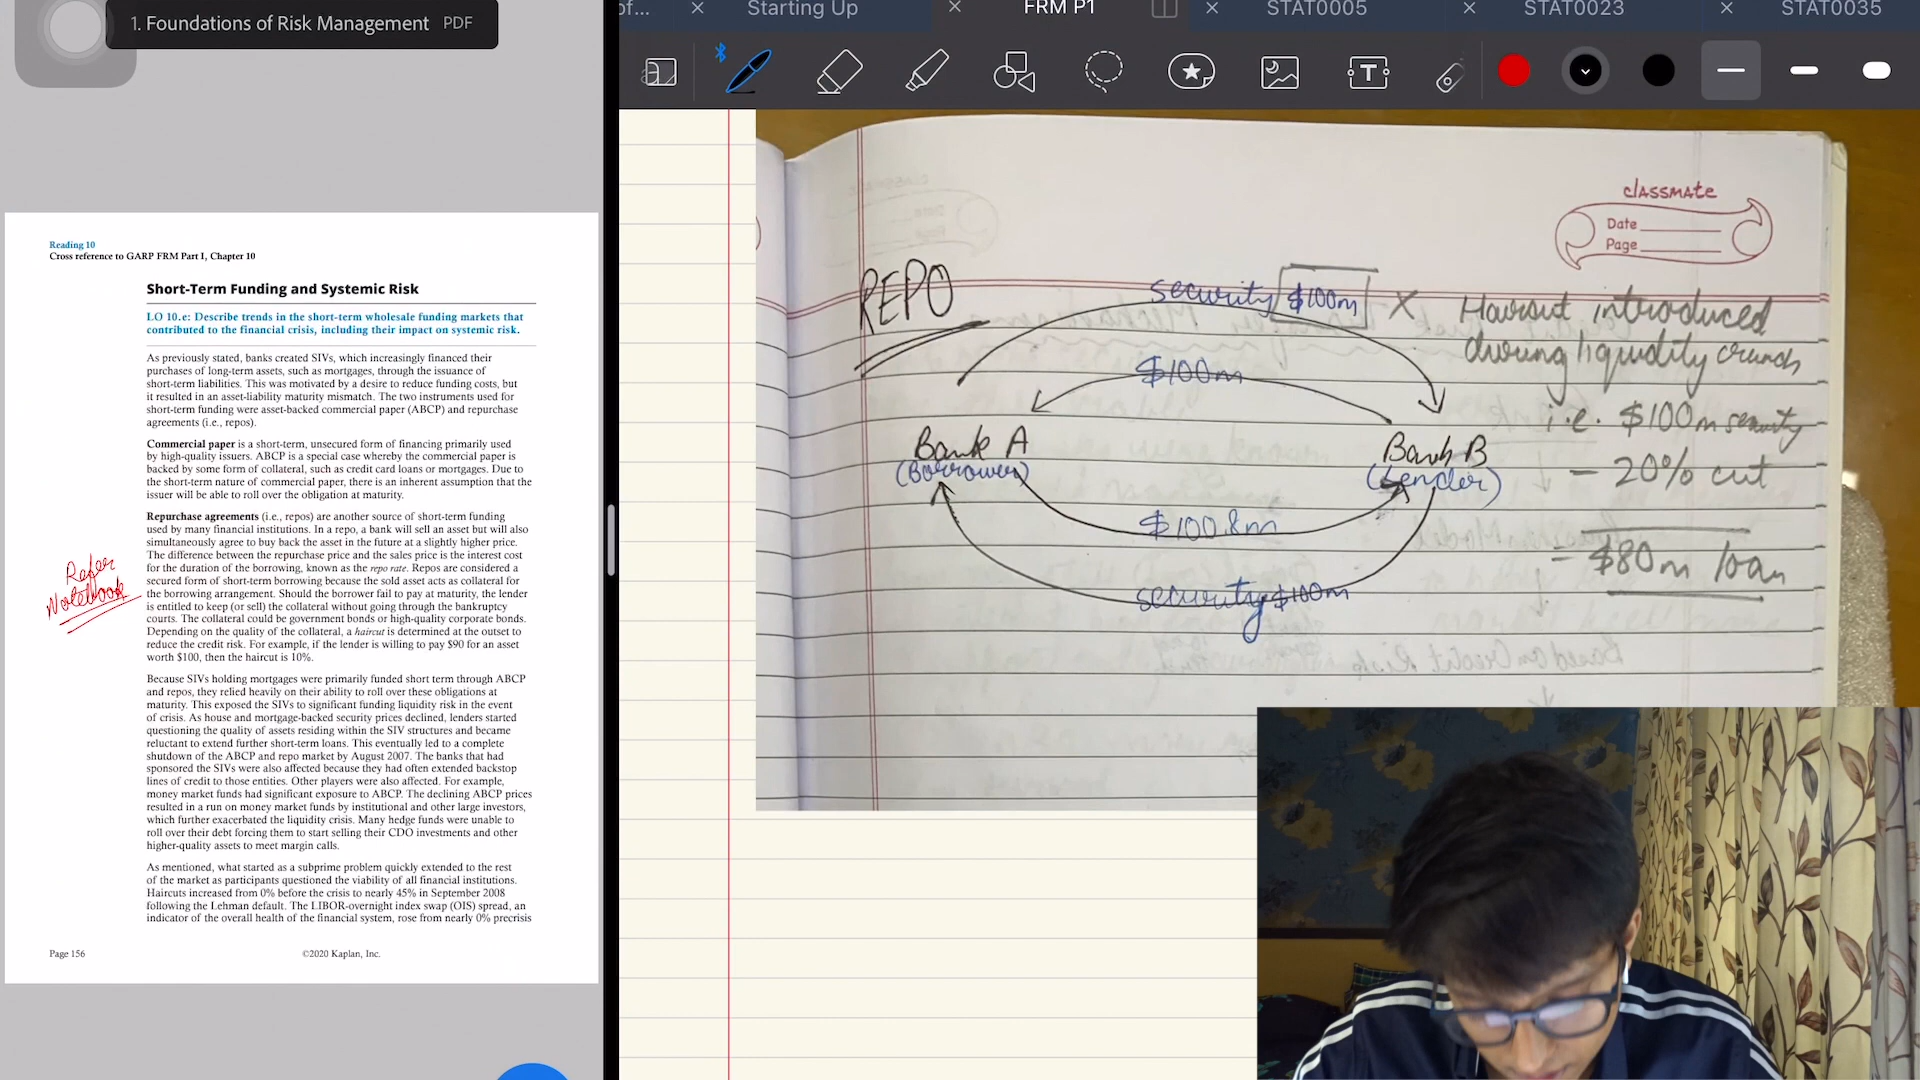 1. Foundations of Risk Management PDF
of...
Starting Up
FRM P1
STAT0005
STAT0023
STAT0035
Reading 10
Cross reference to GARP FRM Part I, Chapter 10
Short-Term Funding and Systemic Risk
LO 10.e: Describe trends in the short-term wholesale funding markets that
contributed to the financial crisis, including their impact on systemic risk.
As previously stated, banks created SIVs, which increasingly financed their
purchases of long-term assets, such as mortgages, through the issuance of
short-term liabilities. This was motivated by a desire to reduce funding costs, but
it resulted in an asset-liability maturity mismatch. The two instruments used for
short-term funding were asset-backed commercial paper (ABCP) and repurchase
agreements (i.e., repos).
Commercial paper is a short-term, unsecured form of financing primarily used
by high-quality issuers. ABCP is a special case whereby the commercial paper is
backed by some form of collateral, such as credit card loans or mortgages. Due to
the short-term nature of commercial paper, there is an inherent assumption that the
issuer will be able to roll over the obligation at maturity.
Repurchase agreements (i.e., repos) are another source of short-term funding
used by many financial institutions. In a repo, a bank will sell an asset but will also
simultaneously agree to buy back the asset in the future at a slightly higher price.
The difference between the repurchase price and the sales price is the interest cost
for the duration of the borrowing, known as the repo rate. Repos are considered a
secured form of short-term borrowing because the sold asset acts as collateral for
the borrowing arrangement. Should the borrower fail to pay at maturity, the lender
is entitled to keep (or sell) the collateral without going through the bankruptcy
courts. The collateral could be government bonds or high-quality corporate bonds.
Depending on the quality of the collateral, a haircut is determined at the outset to
reduce the credit risk. For example, if the lender is willing to pay $90 for an asset
worth $100, then the haircut is 10%.
Refer
Notebook
Because SIVs holding mortgages were primarily funded short term through ABCP
and repos, they relied heavily on their ability to roll over these obligations at
maturity. This exposed the SIVs to significant funding liquidity risk in the event
of crisis. As house and mortgage-backed security prices declined, lenders started
questioning the quality of assets residing within the SIV structures and became
reluctant to extend further short-term loans. This eventually led to a complete
shutdown of the ABCP and repo market by August 2007. The banks that had
sponsored the SIVs were also affected because they had often extended backstop
lines of credit to those entities. Other players were also affected. For example,
money market funds had significant exposure to ABCP. The declining ABCP prices
resulted in a run on money market funds by institutional and other large investors,
which further exacerbated the liquidity crisis. Many hedge funds were unable to
roll over their debt forcing them to start selling their CDO investments and other
higher-quality assets to meet margin calls.
As mentioned, what started as a subprime problem quickly extended to the rest
of the market as participants questioned the viability of all financial institutions.
Haircuts increased from 0% before the crisis to nearly 45% in September 2008
following the Lehman default. The LIBOR-overnight index swap (OIS) spread, an
indicator of the overall health of the financial system, rose from nearly 0% precrisis
Page 156
©2020 Kaplan, Inc.
classmate
Date
Page
REPO
security $100m X
Haircut introduced
during liquidity crunch
i.e. $100m security
- 20% cut
= $80m loan
$100m
Bank A
(Borrower)
Bank B
(Lender)
$100.8m
security $100m